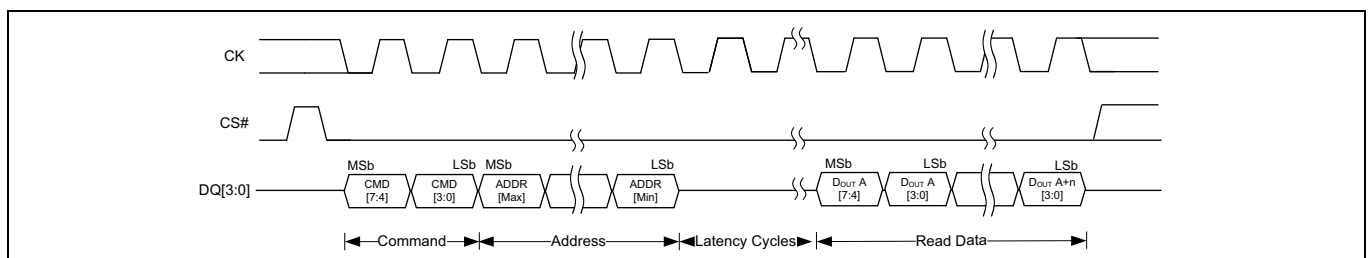 CK
CS#
MSb LSb MSb LSb MSb LSb LSb
DQ[3:0] CMD [7:4] CMD [3:0] ADDR [Max] ADDR [Min] DOUT A [7:4] DOUT A [3:0] DOUT A+n [3:0]
Command Address Latency Cycles Read Data